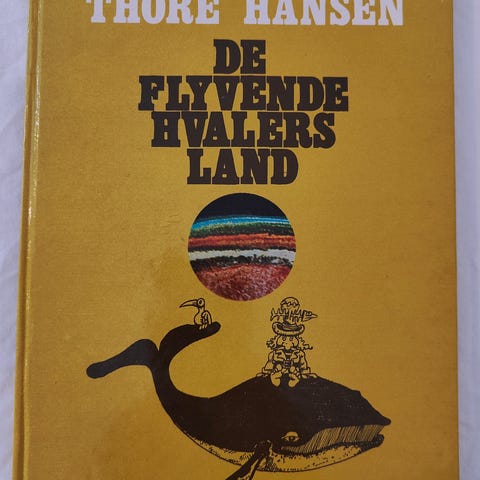 THORE HANSEN
DE
FLYVENDE
HVALERS
LAND